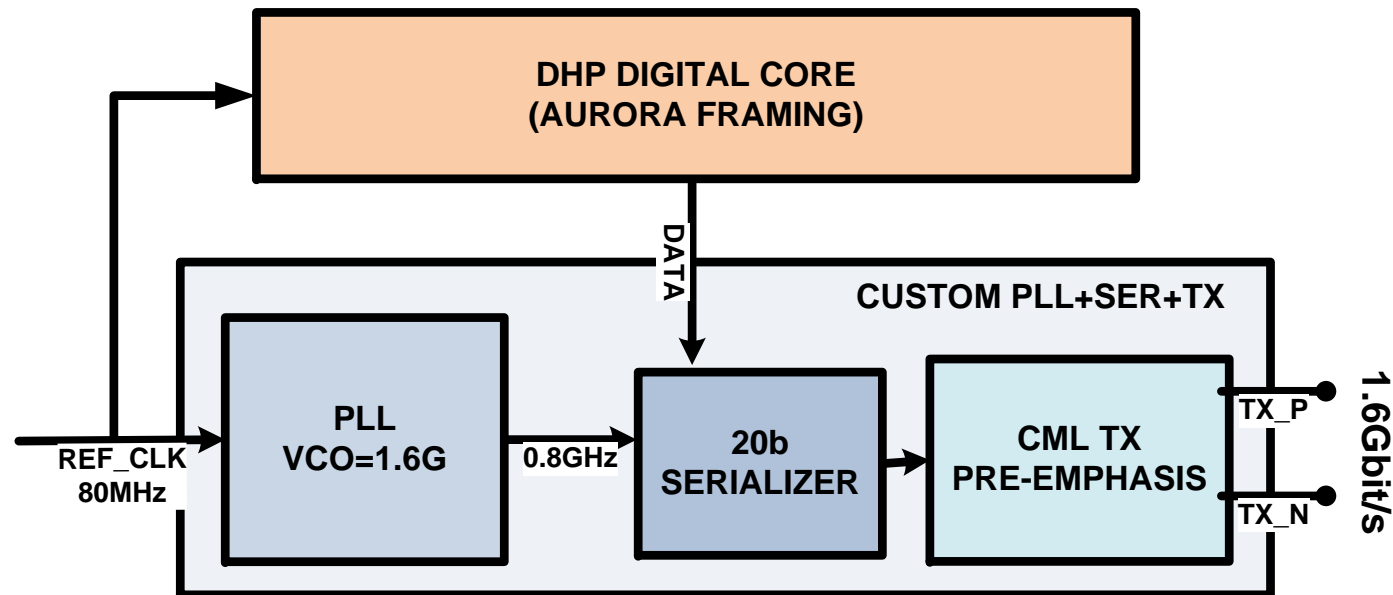 DHP DIGITAL CORE
(AURORA FRAMING)
DATA
CUSTOM PLL+SER+TX
PLL
VCO=1.6G
REF_CLK
80MHz
0.8GHz
20b
SERIALIZER
CML TX
PRE-EMPHASIS
TX_P
TX_N
1.6Gbit/s